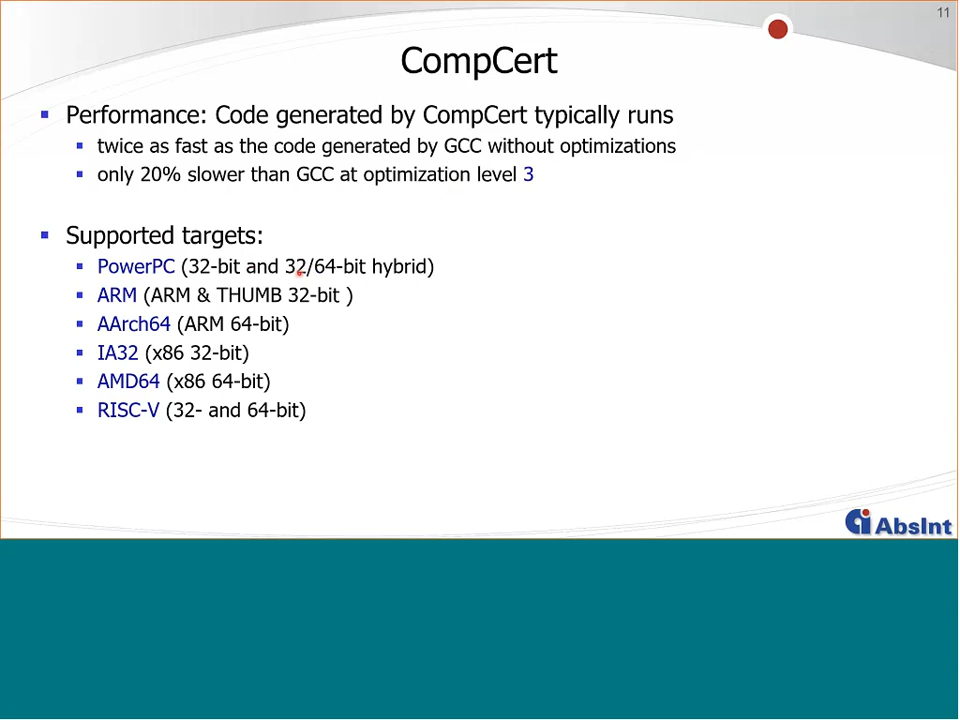 11
CompCert
Performance: Code generated by CompCert typically runs
twice as fast as the code generated by GCC without optimizations
only 20% slower than GCC at optimization level 3
Supported targets:
PowerPC (32-bit and 32/64-bit hybrid)
ARM (ARM & THUMB 32-bit )
AArch64 (ARM 64-bit)
IA32 (x86 32-bit)
AMD64 (x86 64-bit)
RISC-V (32- and 64-bit)
AbsInt